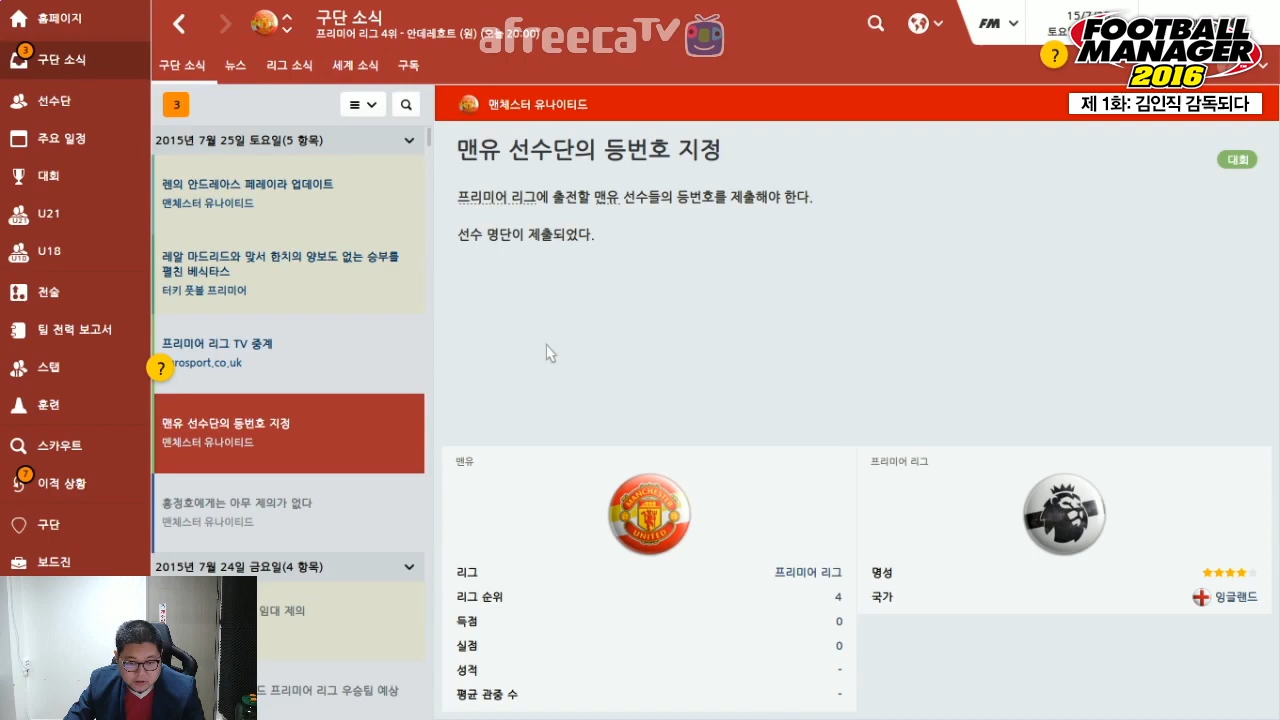 홈페이지
3
구단 소식
선수단
주요 일정
대회
U21
U21
U18
U18
전술
팀 전력 보고서
스탭
훈련
스카우트
7
이적 상황
구단
보드진
구단 소식
프리미어 리그 4위 - 안데레흐트 (원) (오늘 20:00)
afreecaTV
FM
?
FOOTBALL
MANAGER
2016
제 1화: 김인직 감독되다
구단 소식
뉴스
리그 소식
세계 소식
구독
3
2015년 7월 25일 토요일(5 항목)
렌의 안드레아스 페레이라 업데이트
맨체스터 유나이티드
레알 마드리드와 맞서 한치의 양보도 없는 승부를
펼친 베식타스
터키 풋볼 프리미어
프리미어 리그 TV 중계
?
rosport.co.uk
맨유 선수단의 등번호 지정
맨체스터 유나이티드
홍정호에게는 아무 제의가 없다
맨체스터 유나이티드
2015년 7월 24일 금요일(4 항목)
임대 제의
드 프리미어 리그 우승팀 예상
맨체스터 유나이티드
맨유 선수단의 등번호 지정
대회
프리미어 리그에 출전할 맨유 선수들의 등번호를 제출해야 한다.
선수 명단이 제출되었다.
맨유
MANCHESTER
UNITED
리그 프리미어 리그
리그 순위 4
득점 0
실점 0
성적 -
평균 관중 수 -
프리미어 리그
명성
국가 잉글랜드